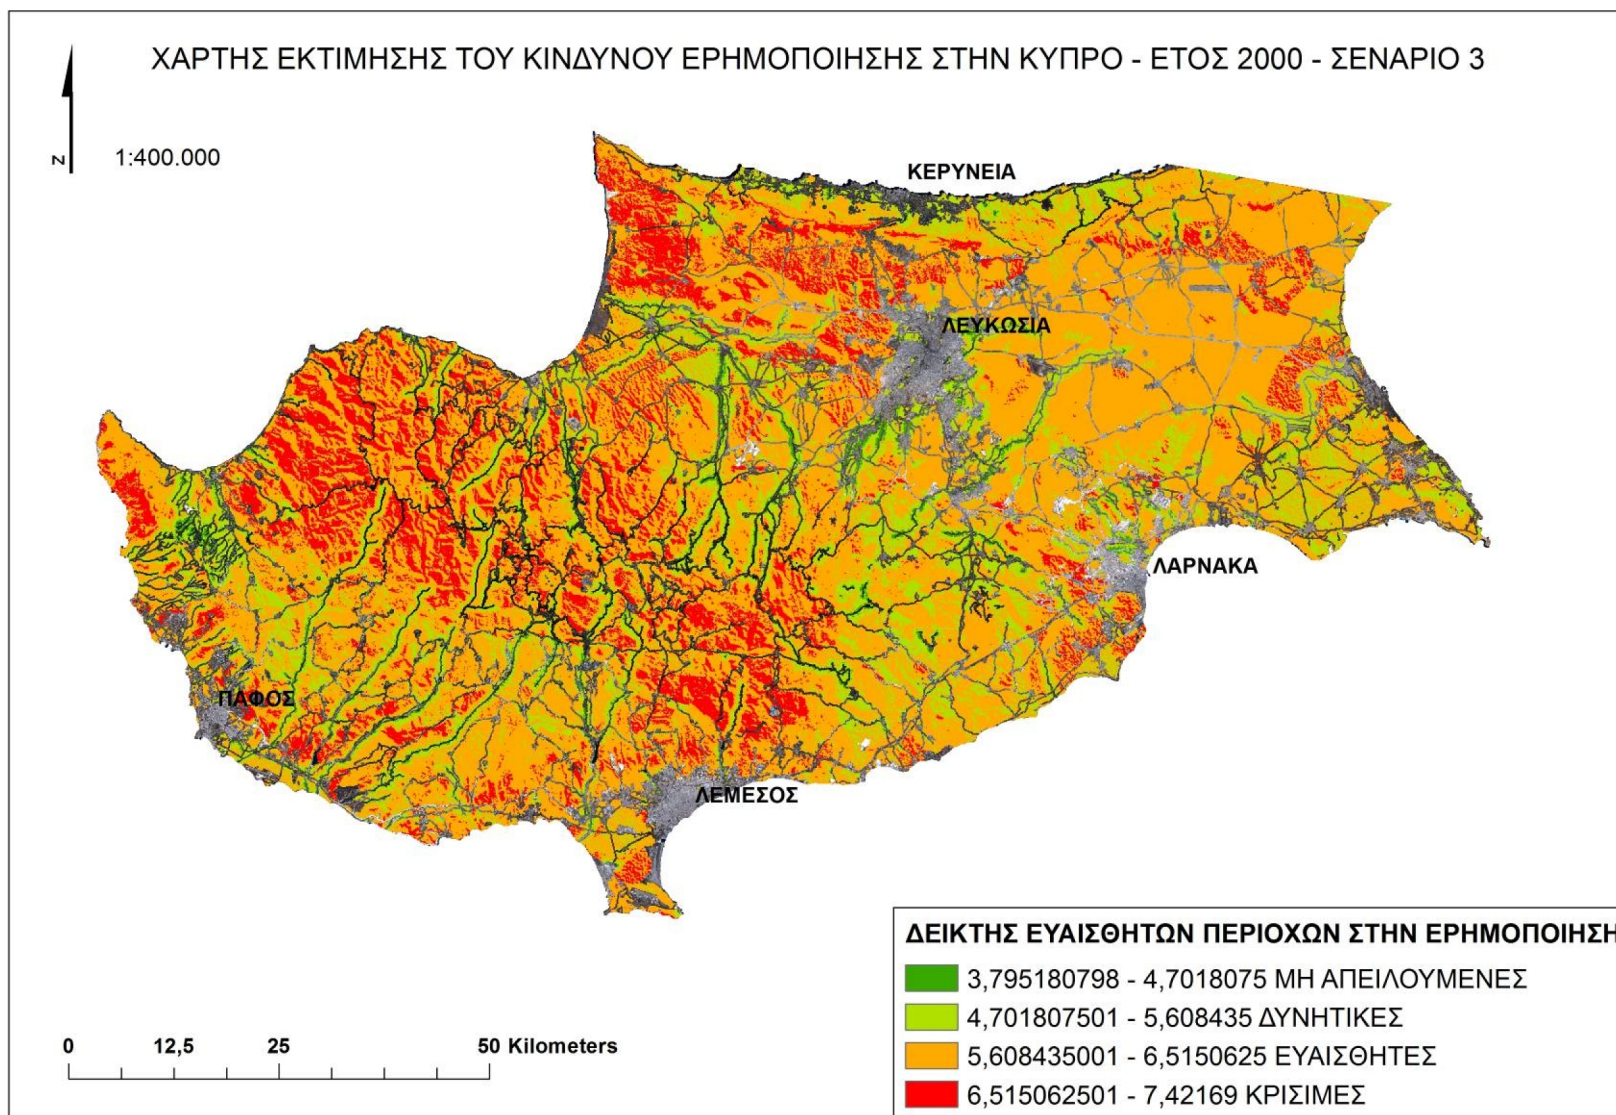 ΧΑΡΤΗΣ ΕΚΤΙΜΗΣΗΣ ΤΟΥ ΚΙΝΔΥΝΟΥ ΕΡΗΜΟΠΟΙΗΣΗΣ ΣΤΗΝ ΚΥΠΡΟ - ΕΤΟΣ 2000 - ΣΕΝΑΡΙΟ 3
Z
1:400.000
ΚΕΡΥΝΕΙΑ
ΛΕΥΚΩΣΙΑ
ΛΑΡΝΑΚΑ
ΠΑΦΟΣ
ΛΕΜΕΣΟΣ
ΔΕΙΚΤΗΣ ΕΥΑΙΣΘΗΤΩΝ ΠΕΡΙΟΧΩΝ ΣΤΗΝ ΕΡΗΜΟΠΟΙΗΣΗ
3,795180798 - 4,7018075 ΜΗ ΑΠΕΙΛΟΥΜΕΝΕΣ
4,701807501 - 5,608435 ΔΥΝΗΤΙΚΕΣ
5,608435001 - 6,5150625 ΕΥΑΙΣΘΗΤΕΣ
6,515062501 - 7,42169 ΚΡΙΣΙΜΕΣ
0 12,5 25 50 Kilometers